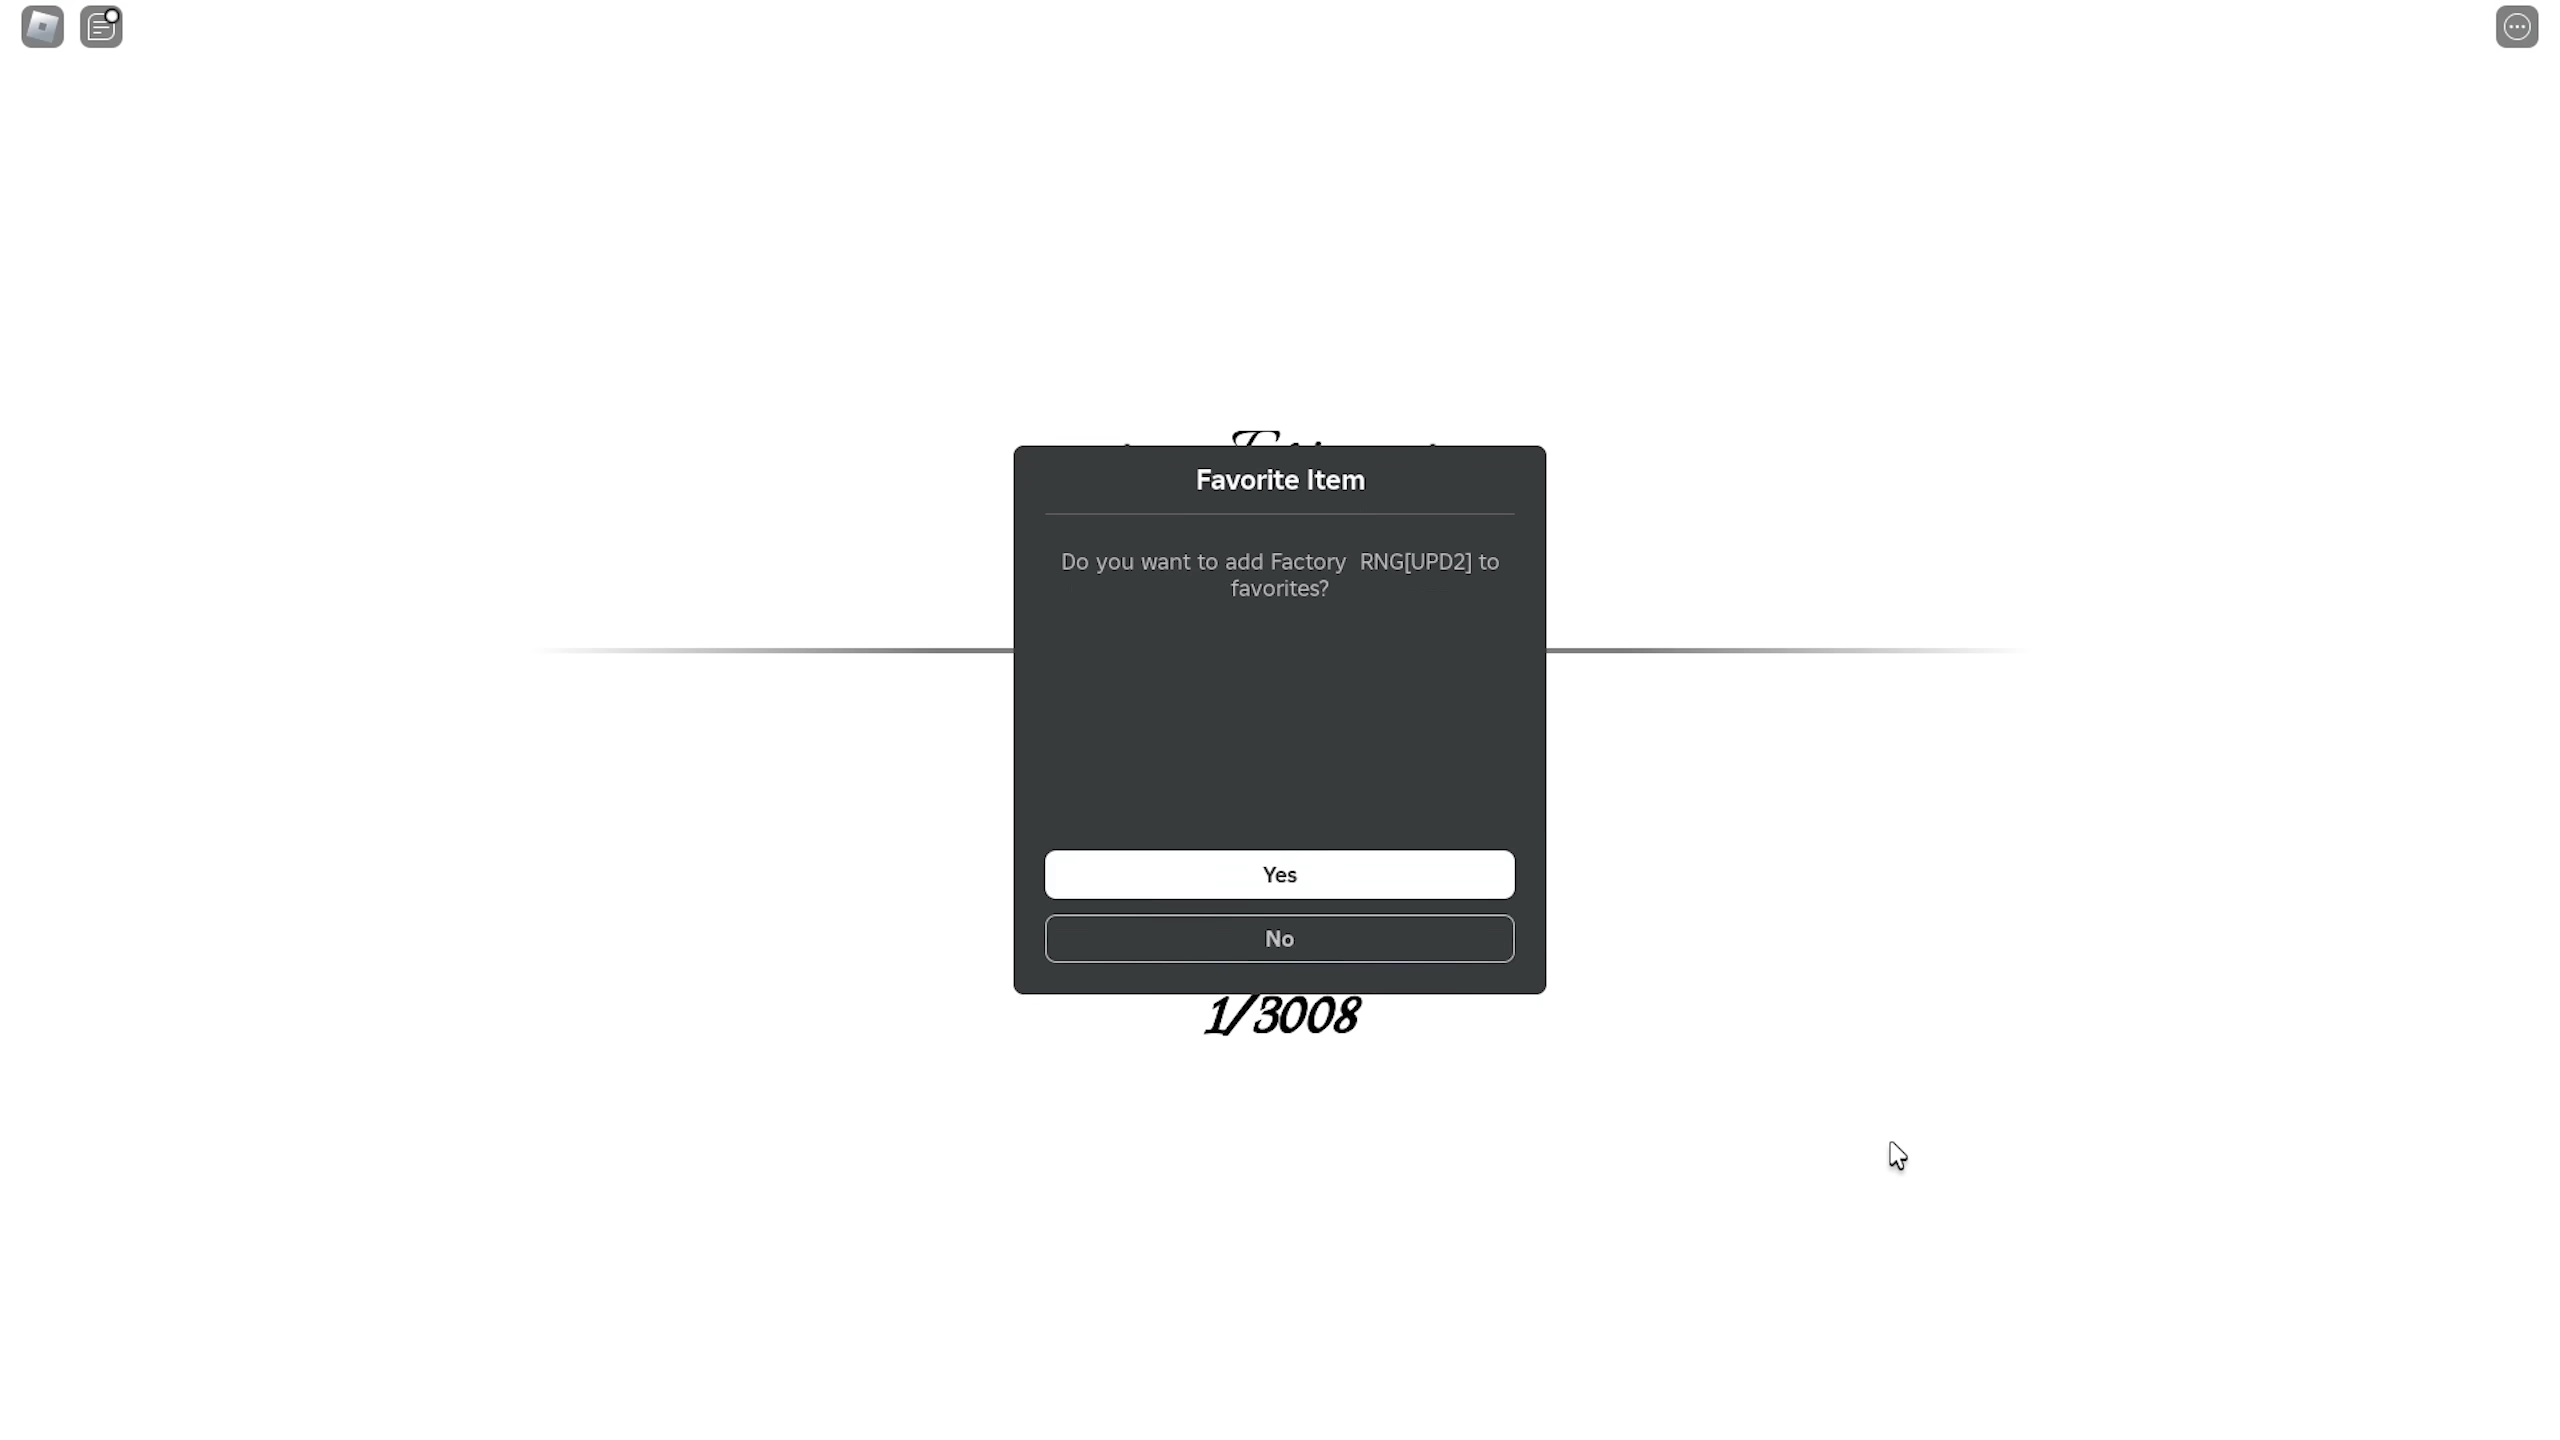 Favorite Item
Do you want to add Factory  RNG[UPD2] to
favorites?
Yes
No
1/3008